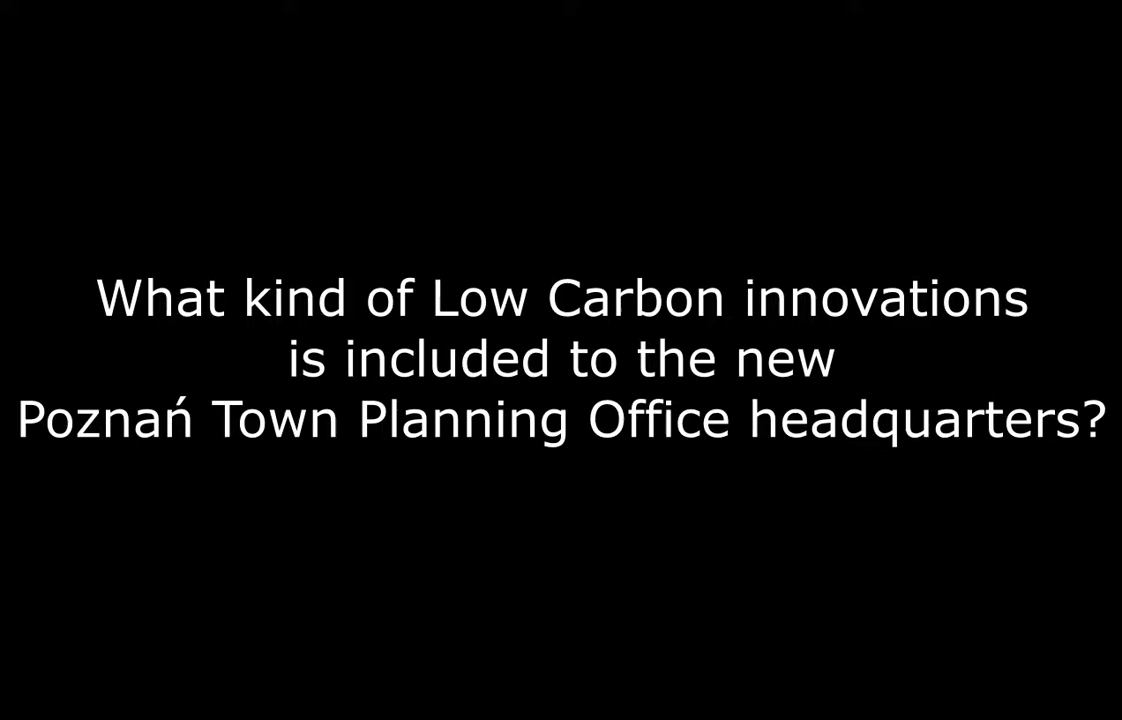 What kind of Low Carbon innovations
is included to the new
Poznań Town Planning Office headquarters?